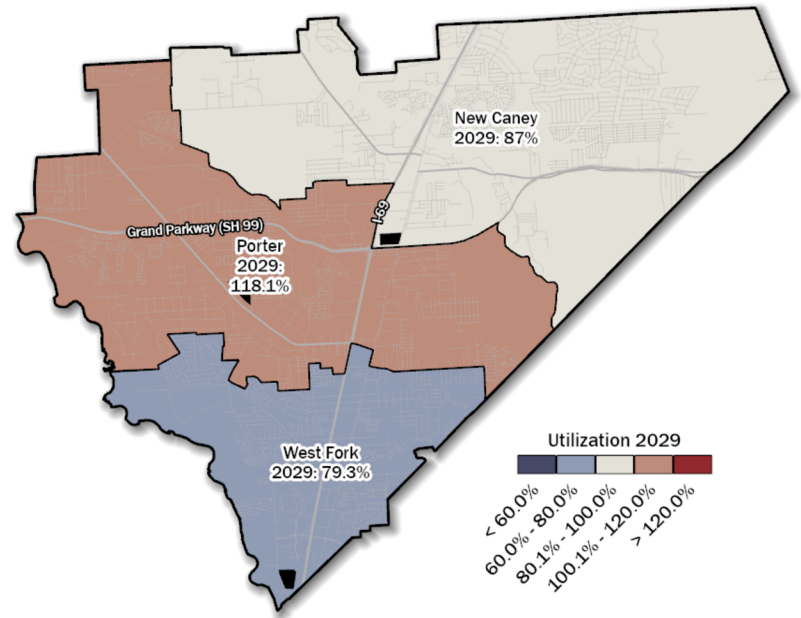 New Caney
2029: 87%
I69
Grand Parkway (SH 99)
Porter
2029:
118.1%
West Fork
2029: 79.3%
Utilization 2029
< 60.0%
60.0% - 80.0%
80.1% - 100.0%
100.1% - 120.0%
> 120.0%